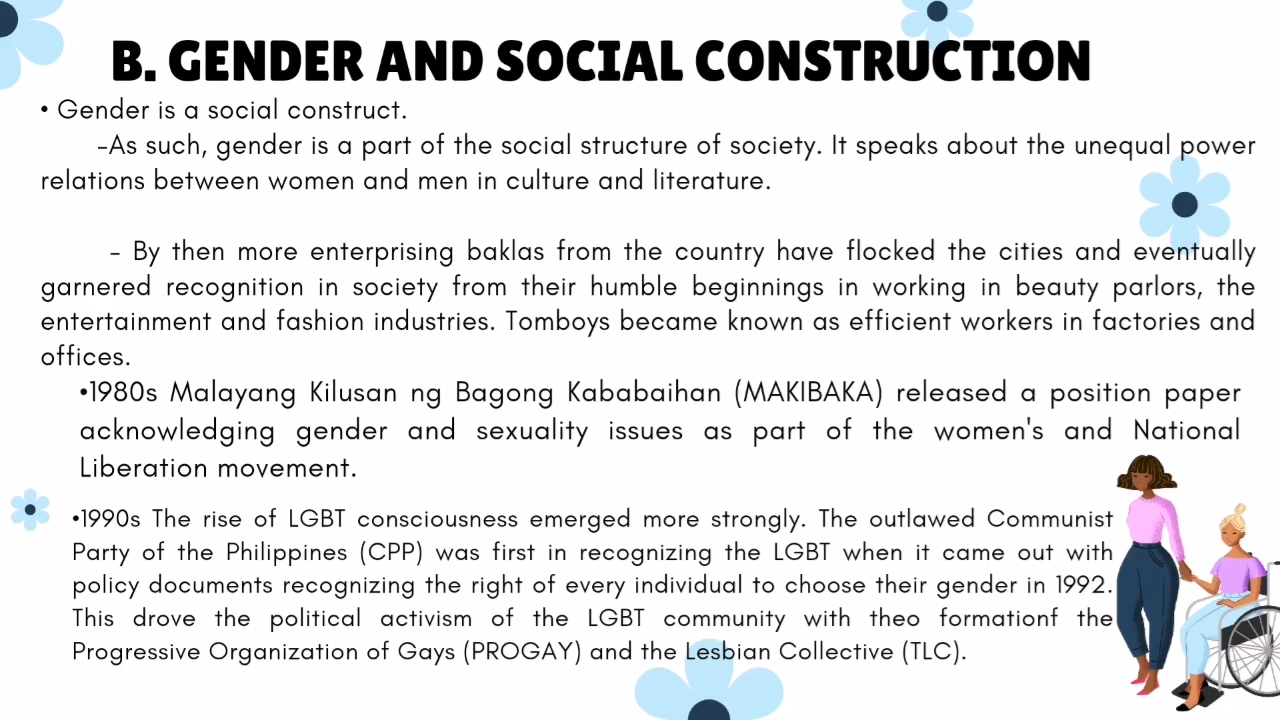 B. GENDER AND SOCIAL CONSTRUCTION
• Gender is a social construct.
-As such, gender is a part of the social structure of society. It speaks about the unequal power
relations between women and men in culture and literature.
- By then more enterprising baklas from the country have flocked the cities and eventually
garnered recognition in society from their humble beginnings in working in beauty parlors, the
entertainment and fashion industries. Tomboys became known as efficient workers in factories and
offices.
•1980s Malayang Kilusan ng Bagong Kababaihan (MAKIBAKA) released a position paper
acknowledging gender and sexuality issues as part of the women's and National
Liberation movement.
•1990s The rise of LGBT consciousness emerged more strongly. The outlawed Communist
Party of the Philippines (CPP) was first in recognizing the LGBT when it came out with
policy documents recognizing the right of every individual to choose their gender in 1992.
This drove the political activism of the LGBT community with theo formationf the
Progressive Organization of Gays (PROGAY) and the Lesbian Collective (TLC).